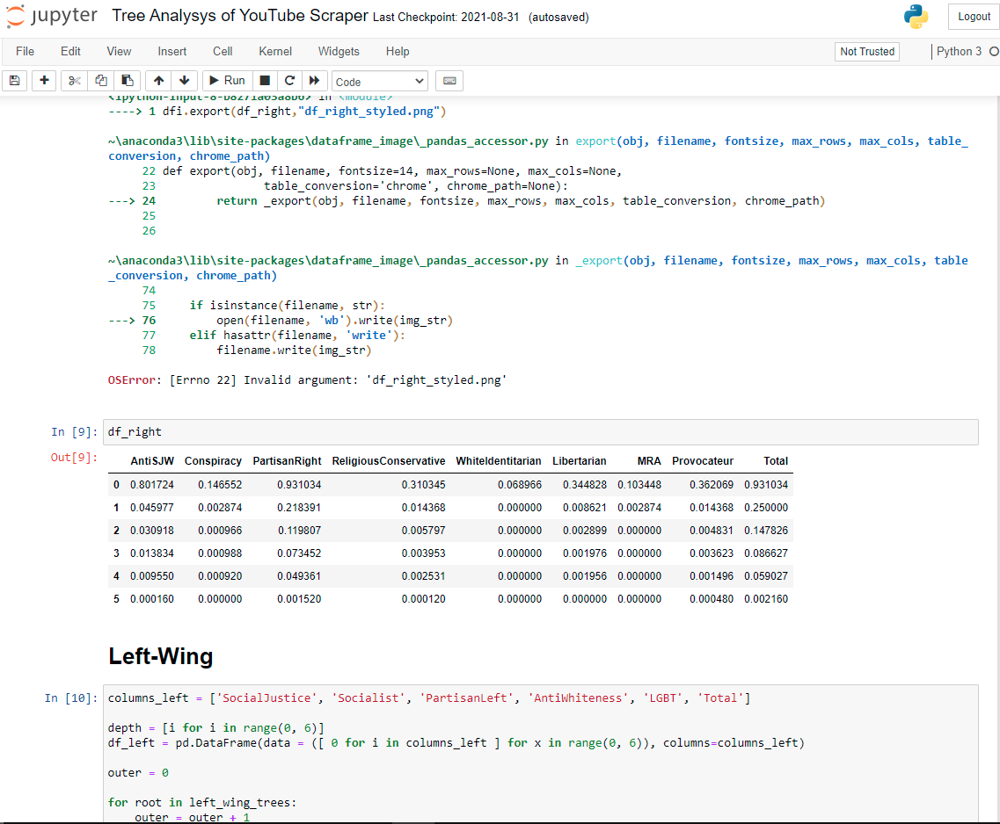 jupyter Tree Analysys of YouTube Scraper Last Checkpoint: 2021-08-31 (autosaved) Logout
File Edit View Insert Cell Kernel Widgets Help Not Trusted Python 3
Run Code
<ipython-input-8-b8271a05a8b6> in <module>
----> 1 dfi.export(df_right,"df_right_styled.png")
~\anaconda3\lib\site-packages\dataframe_image\_pandas_accessor.py in export(obj, filename, fontsize, max_rows, max_cols, table_
conversion, chrome_path)
22 def export(obj, filename, fontsize=14, max_rows=None, max_cols=None,
23 table_conversion='chrome', chrome_path=None):
---> 24 return _export(obj, filename, fontsize, max_rows, max_cols, table_conversion, chrome_path)
25
26
~\anaconda3\lib\site-packages\dataframe_image\_pandas_accessor.py in _export(obj, filename, fontsize, max_rows, max_cols, table
_conversion, chrome_path)
74
75 if isinstance(filename, str):
---> 76 open(filename, 'wb').write(img_str)
77 elif hasattr(filename, 'write'):
78 filename.write(img_str)
OSError: [Errno 22] Invalid argument: 'df_right_styled.png'
In [9]: df_right
Out[9]:
AntiSJW Conspiracy PartisanRight ReligiousConservative WhiteIdentitarian Libertarian MRA Provocateur Total
0 0.801724 0.146552 0.931034 0.310345 0.068966 0.344828 0.103448 0.362069 0.931034
1 0.045977 0.002874 0.218391 0.014368 0.000000 0.008621 0.002874 0.014368 0.250000
2 0.030918 0.000966 0.119807 0.005797 0.000000 0.002899 0.000000 0.004831 0.147826
3 0.013834 0.000988 0.073452 0.003953 0.000000 0.001976 0.000000 0.003623 0.086627
4 0.009550 0.000920 0.049361 0.002531 0.000000 0.001956 0.000000 0.001496 0.059027
5 0.000160 0.000000 0.001520 0.000120 0.000000 0.000000 0.000000 0.000480 0.002160
Left-Wing
In [10]: columns_left = ['SocialJustice', 'Socialist', 'PartisanLeft', 'AntiWhiteness', 'LGBT', 'Total']
depth = [i for i in range(0, 6)]
df_left = pd.DataFrame(data = ([ 0 for i in columns_left ] for x in range(0, 6)), columns=columns_left)
outer = 0
for root in left_wing_trees:
outer = outer + 1